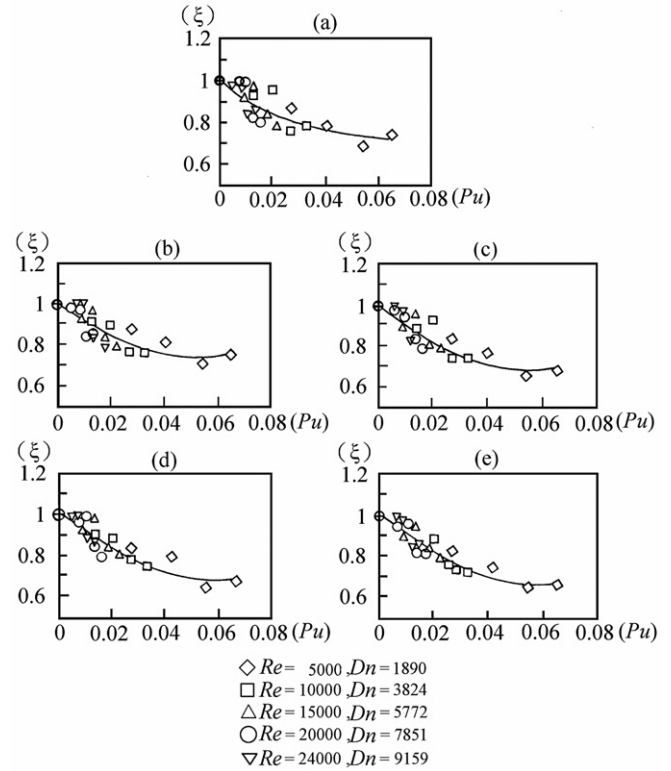 (ξ)
(a)
1.2
1
0.8
0.6
0 0.02 0.04 0.06 0.08 (Pu)
(ξ)
(b)
1.2
1
0.8
0.6
0 0.02 0.04 0.06 0.08 (Pu)
(ξ)
(c)
1.2
1
0.8
0.6
0 0.02 0.04 0.06 0.08 (Pu)
(ξ)
(d)
1.2
1
0.8
0.6
0 0.02 0.04 0.06 0.08 (Pu)
(ξ)
(e)
1.2
1
0.8
0.6
0 0.02 0.04 0.06 0.08 (Pu)
Re= 5000 ,Dn=1890
Re= 10000 ,Dn=3824
Re= 15000 ,Dn=5772
Re= 20000 ,Dn=7851
Re= 24000 ,Dn=9159